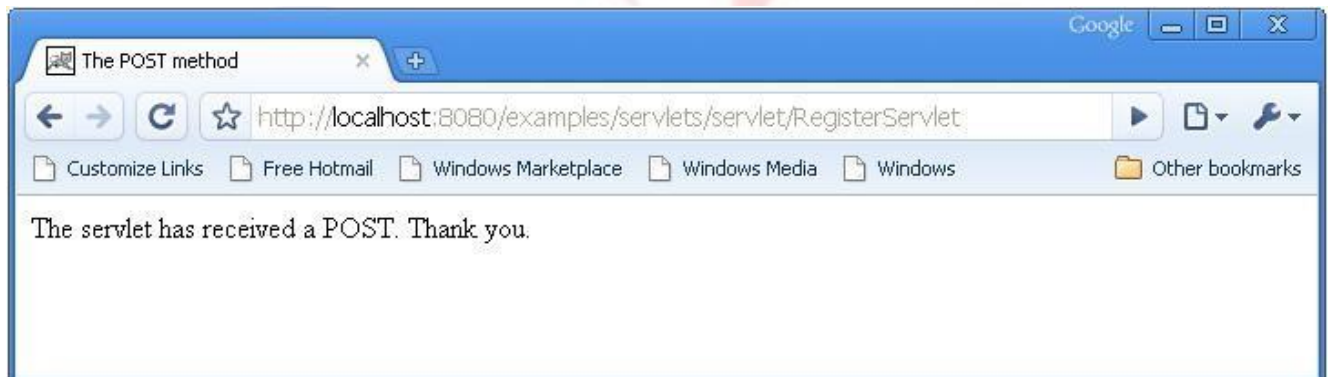 Google
The POST method
http://localhost:8080/examples/servlets/servlet/RegisterServlet
Customize Links Free Hotmail Windows Marketplace Windows Media Windows Other bookmarks
The servlet has received a POST. Thank you.